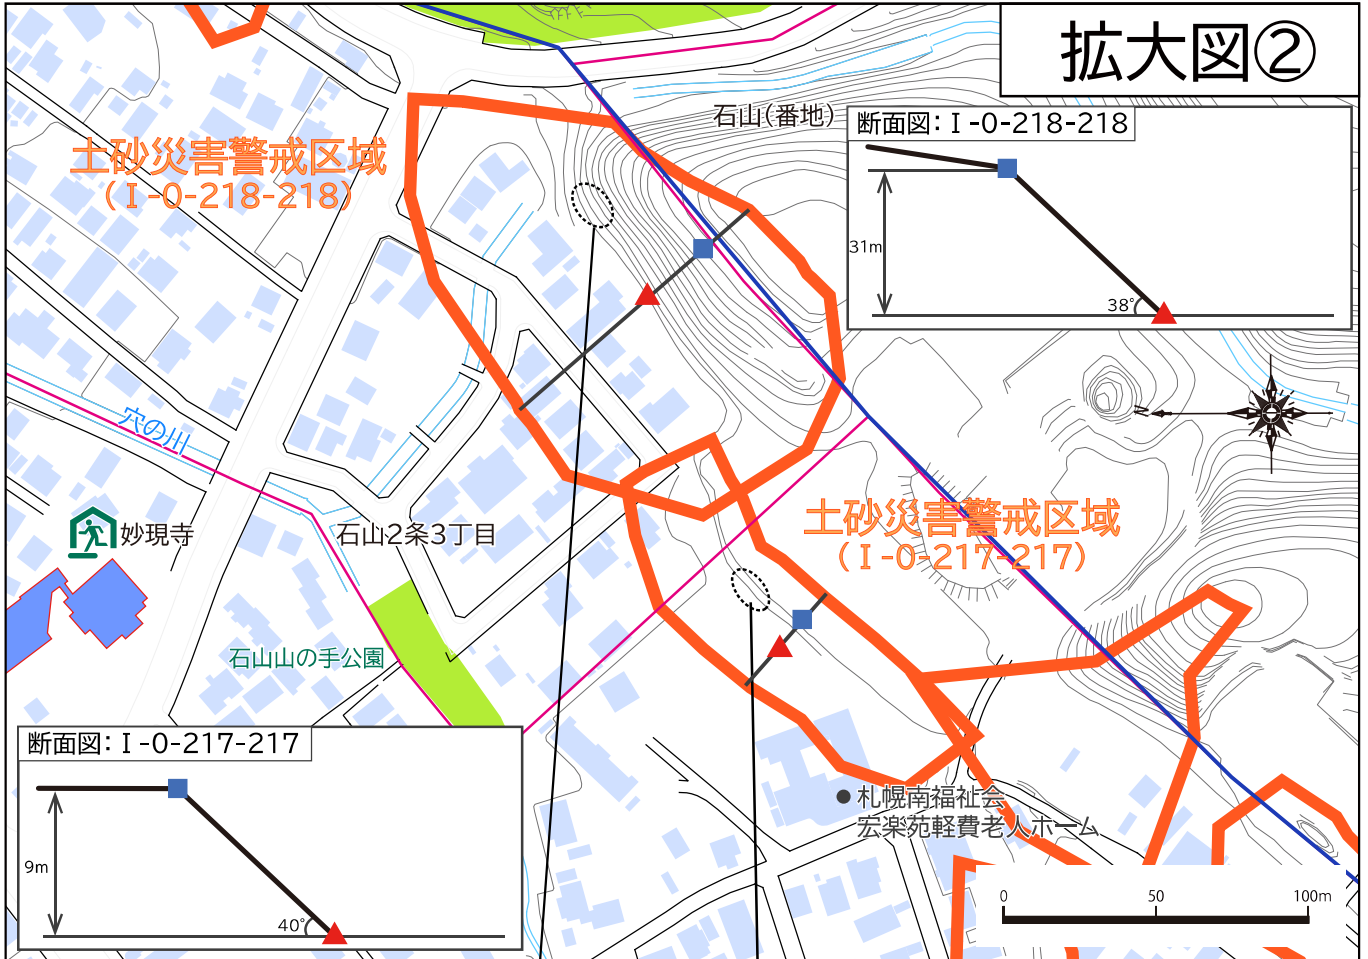 拡大図②
石山（番地）
断面図：Ⅰ-0-218-218
31m
38°
土砂災害警戒区域
（Ⅰ-0-218-218）
穴の川
N
妙現寺
石山2条3丁目
土砂災害警戒区域
（Ⅰ-0-217-217）
石山山の手公園
断面図：Ⅰ-0-217-217
9m
40°
札幌南福祉会
宏楽苑軽費老人ホーム
0 50 100m